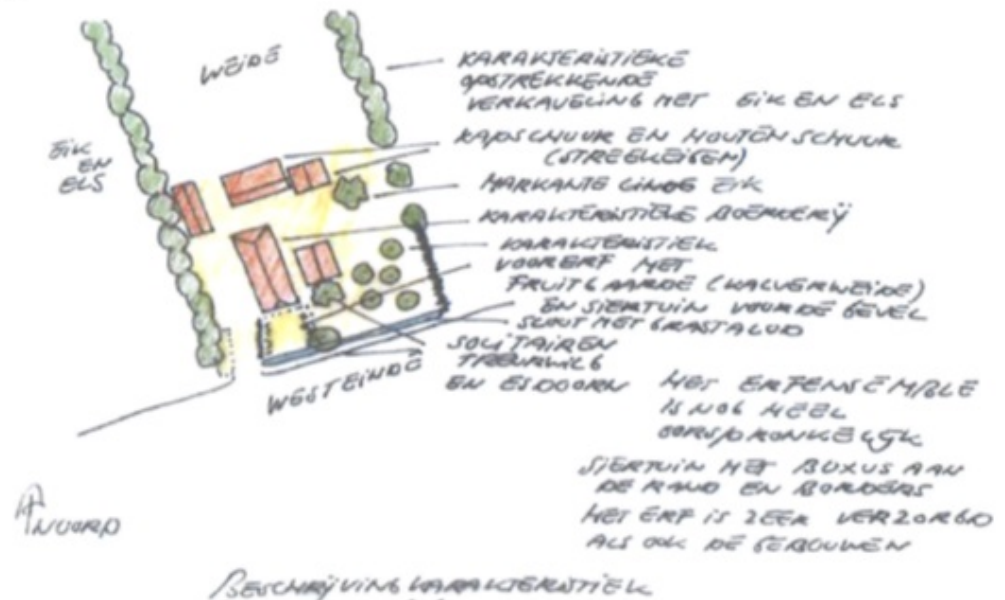 WEIDE
KARAKTERISTIEKE
OPSTREKKENDE
VERKAVELING MET EIK EN ELS
EIK
EN
ELS
KAPSCHUUR EN HOUTEN SCHUUR
(STREEKEIGEN)
MARKANTE LINDE EIK
KARAKTERISTIEKE BOERDERIJ
KARAKTERISTIEK
VOORERF MET
FRUITGAARDE (KALVERWEIDE)
EN SIERTUIN VOOR DE GEVEL
SLOOT MET GRASTALUD
SOLITAIREN
TREURWILG
EN ESDOORN
WESTEINDE
HET ERFENSEMBLE
IS NOG HEEL
OORSPRONKELIJK
SIERTUIN MET BUXUS AAN
DE RAND EN BORDERS
HET ERF IS ZEER VERZORGD
ALS OOK DE GEBOUWEN
NOORD
BESCHRIJVING KARAKTERISTIEK